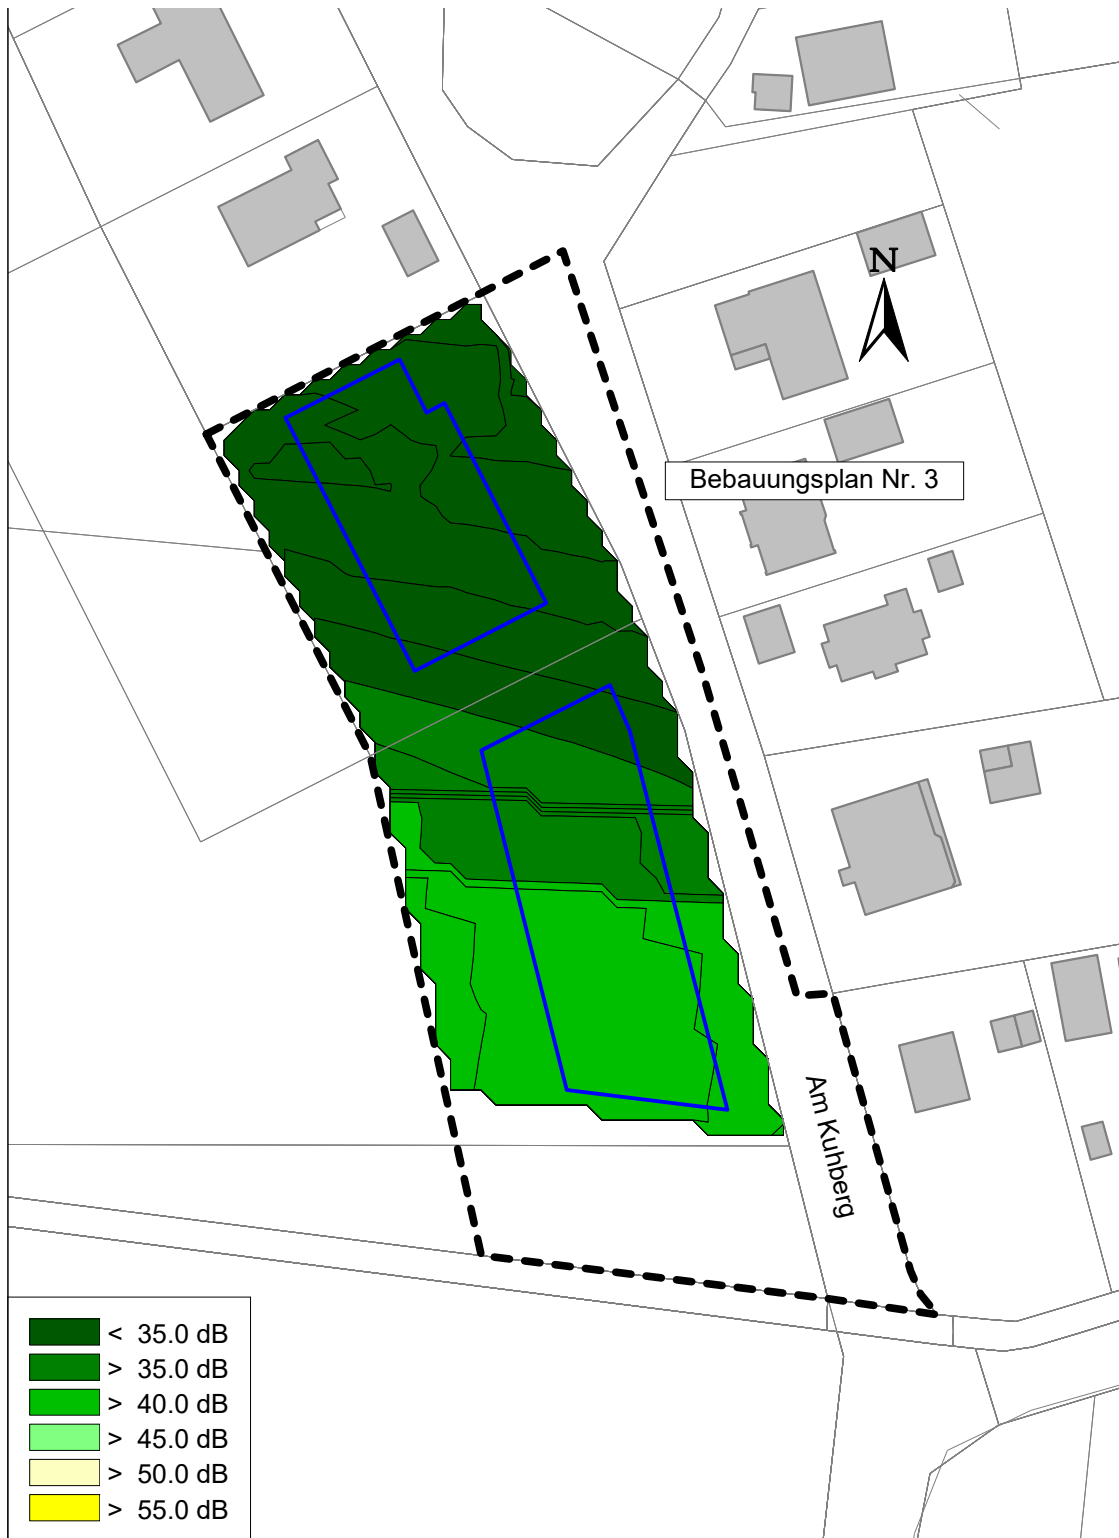 N
Bebauungsplan Nr. 3
Am Kuhberg
< 35.0 dB
> 35.0 dB
> 40.0 dB
> 45.0 dB
> 50.0 dB
> 55.0 dB